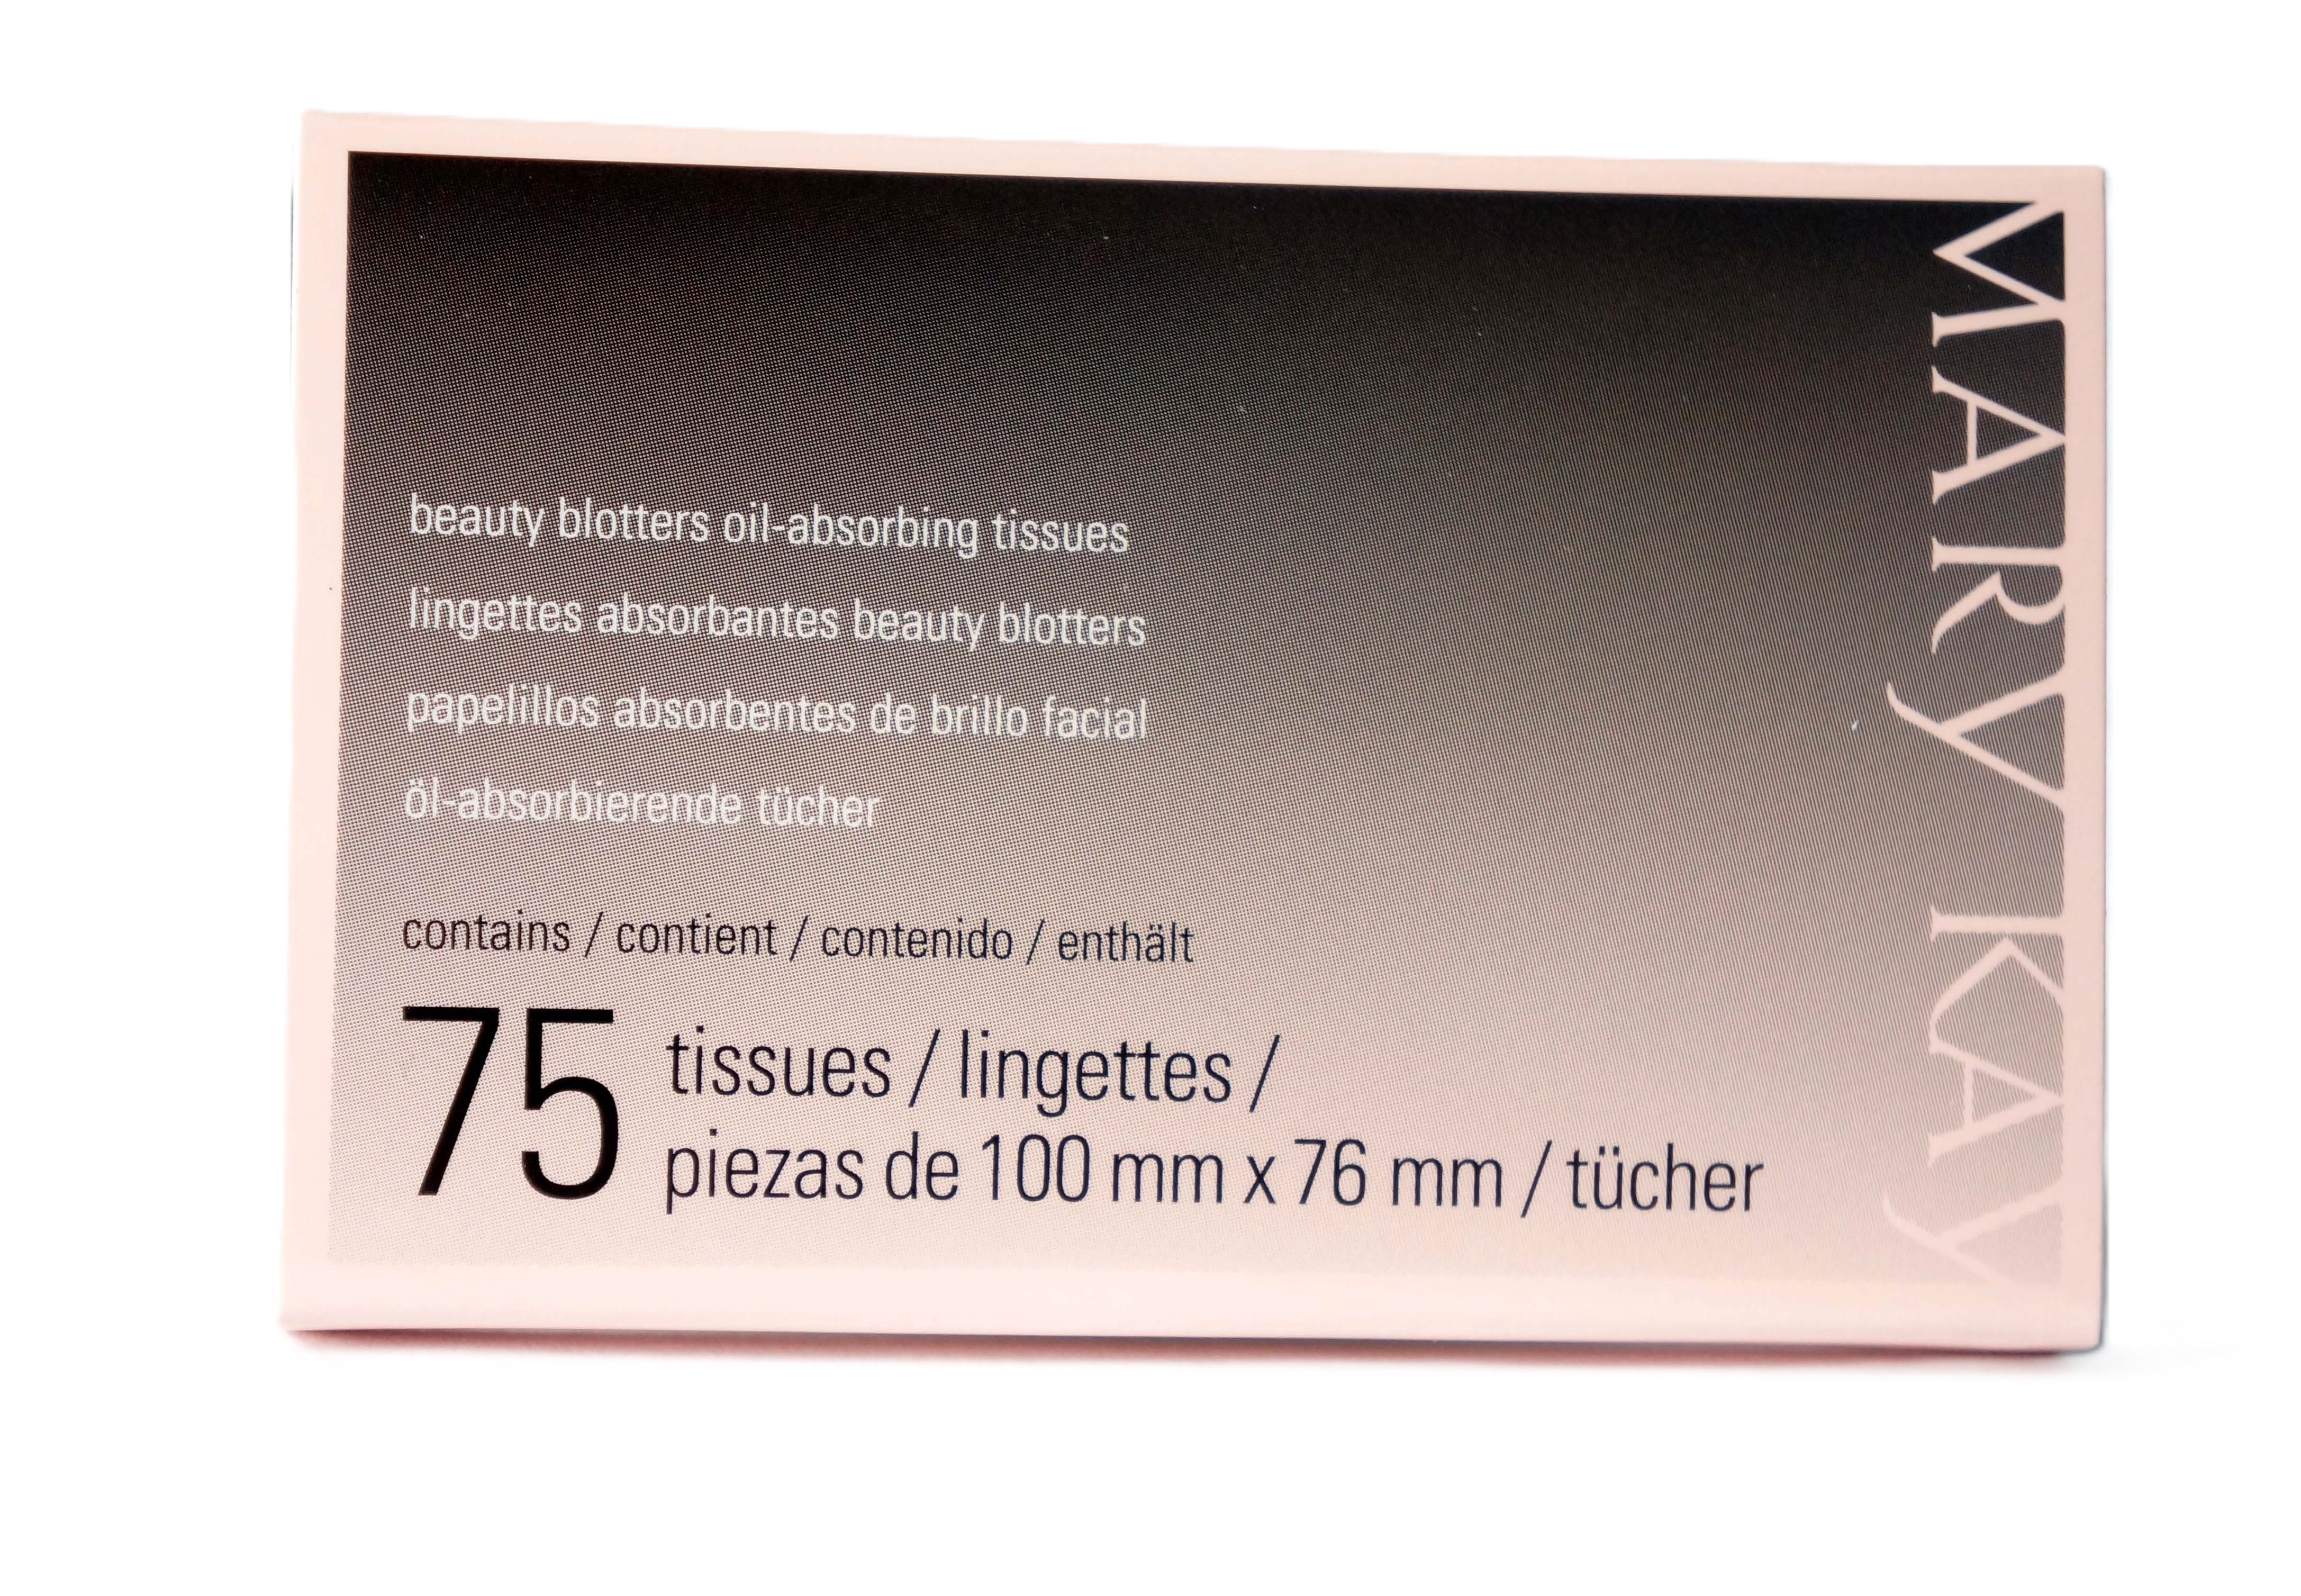 beauty blotters oil-absorbing tissues
lingettes absorbantes beauty blotters
papelillos absorbentes de brillo facial
öl-absorbierende tücher
contains / contient / contenido / enthält
75 tissues / lingettes /
piezas de 100 mm x 76 mm / tücher
MARY KAY